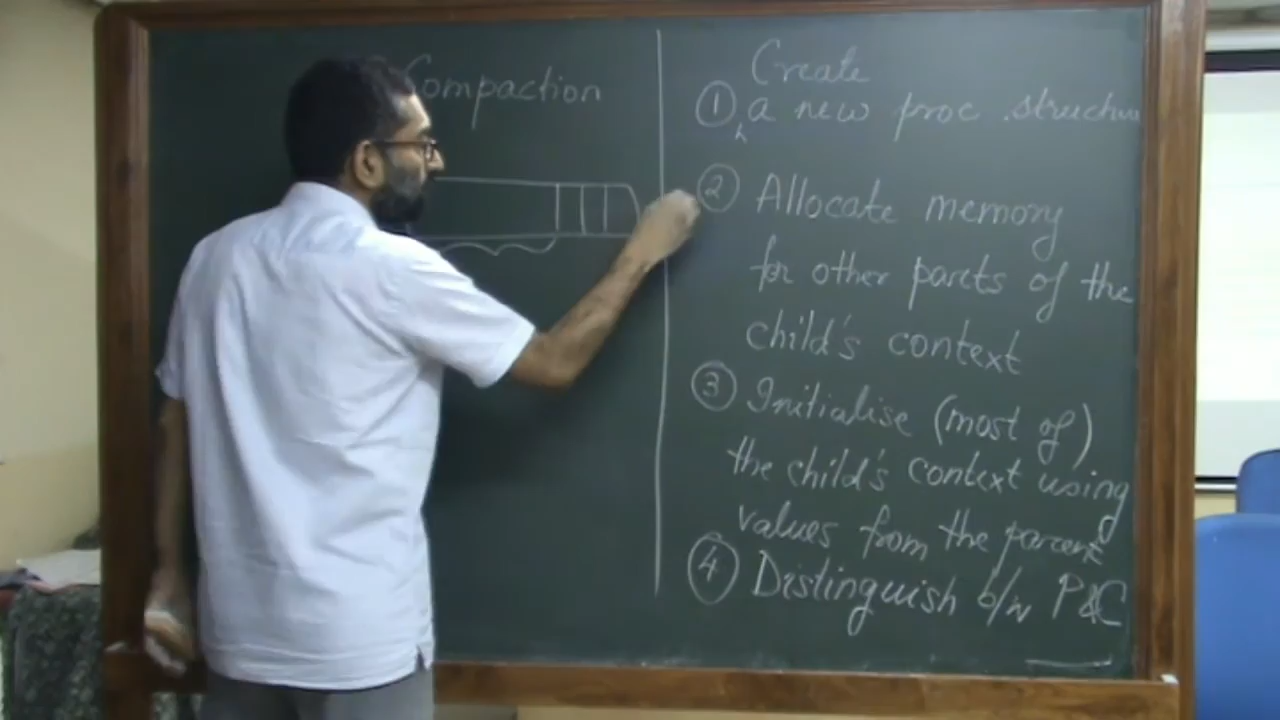 Compaction
Create
① a new proc. structure
② Allocate memory
for other parts of the
child's context
③ Initialise (most of)
the child's context using
values from the parent
④ Distinguish b/w P&C